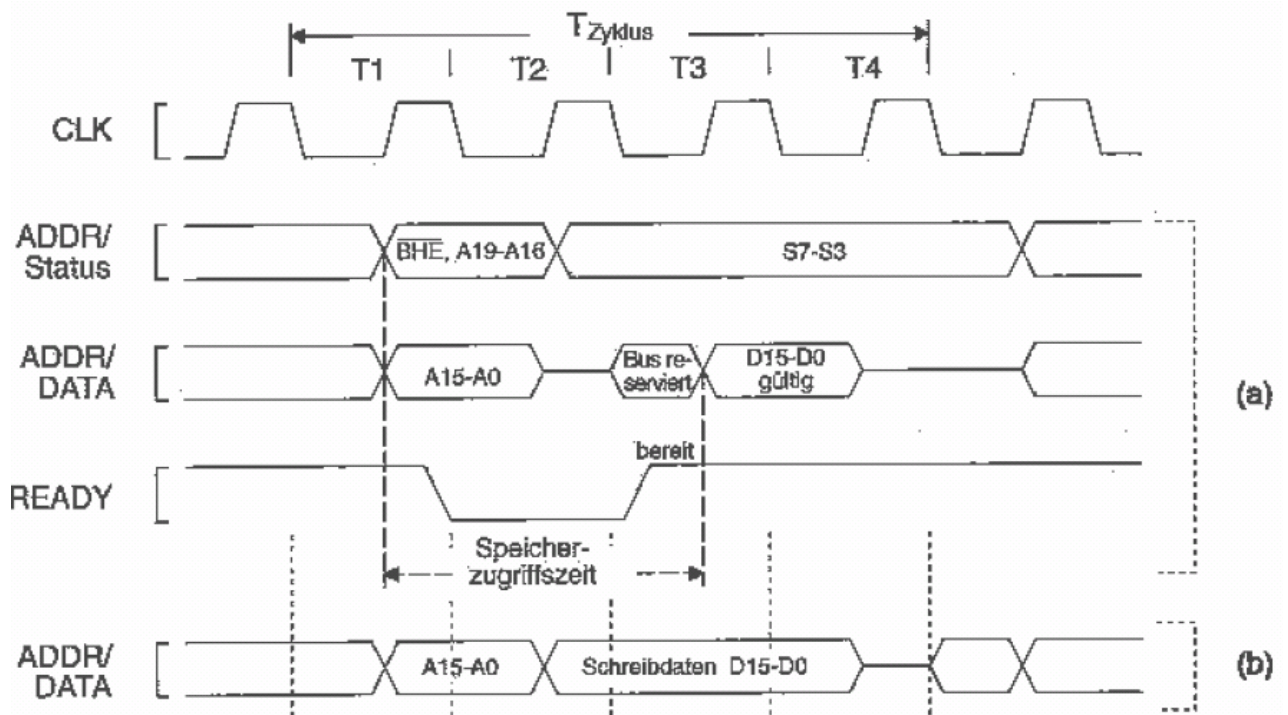 TZyklus
T1 T2 T3 T4
CLK
ADDR/
Status
BHE, A19-A16
S7-S3
ADDR/
DATA
A15-A0
Bus re-
serviert
D15-D0
gültig
(a)
READY
bereit
Speicher-
zugriffszeit
ADDR/
DATA
A15-A0
Schreibdaten D15-D0
(b)